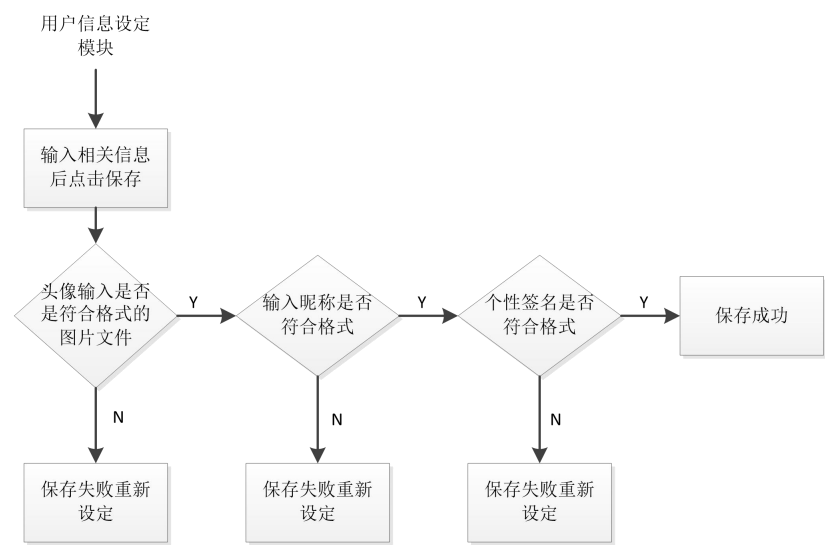 用户信息设定
模块
输入相关信息
后点击保存
头像输入是否
是符合格式的
图片文件
Y
输入昵称是否
符合格式
Y
个性签名是否
符合格式
Y
保存成功
N
N
N
保存失败重新
设定
保存失败重新
设定
保存失败重新
设定